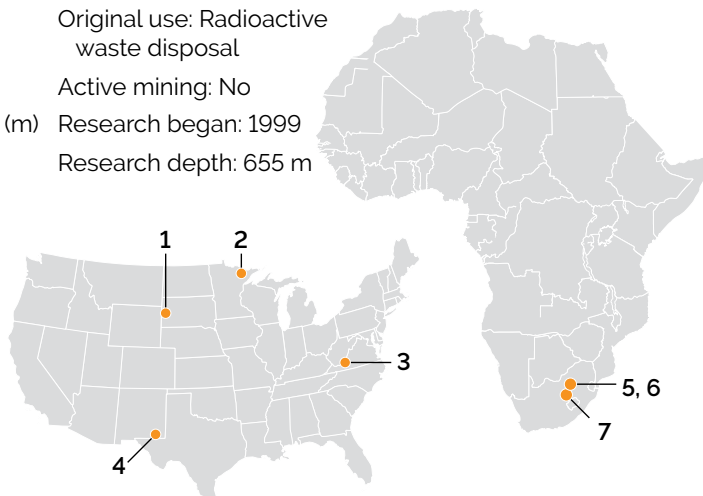 Original use: Radioactive
waste disposal
Active mining: No
(m) Research began: 1999
Research depth: 655 m
1
2
3
4
5, 6
7